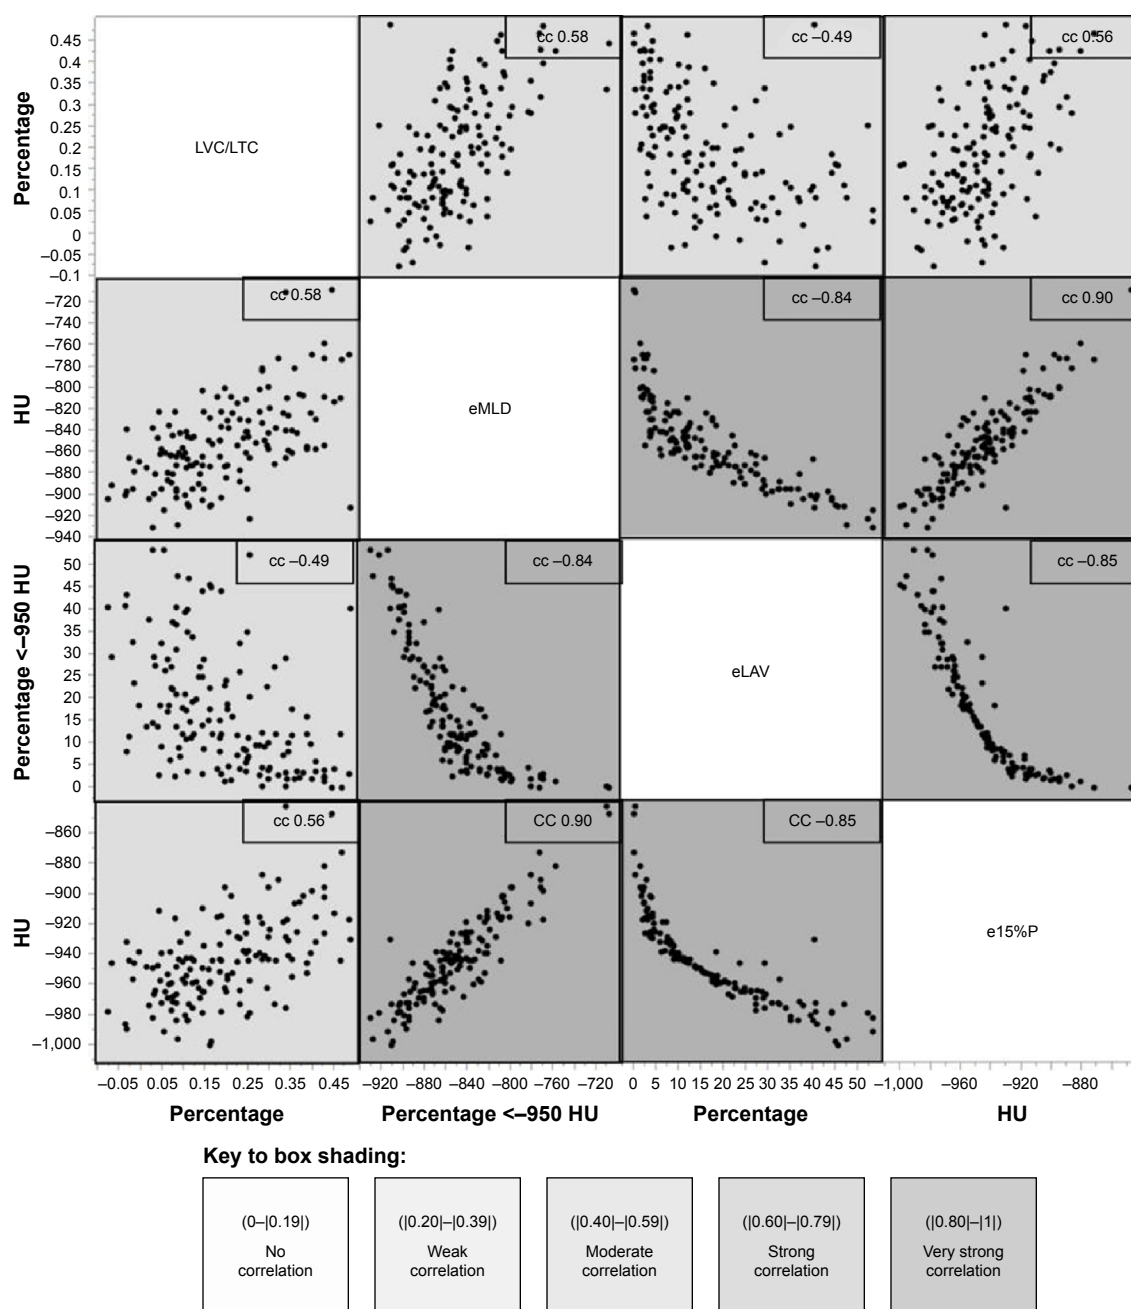 cc 0.58
cc –0.49
cc 0.56
0.45
0.4
0.35
0.3
0.25
0.2
0.15
0.1
0.05
0
–0.05
–0.1
Percentage
LVC/LTC
cc 0.58
cc –0.84
cc 0.90
–720
–740
–760
–780
–800
–820
–840
–860
–880
–900
–920
–940
HU
eMLD
cc –0.49
cc –0.84
cc –0.85
50
45
40
35
30
25
20
15
10
5
0
Percentage <–950 HU
eLAV
cc 0.56
CC 0.90
CC –0.85
–860
–880
–900
–920
–940
–960
–980
–1,000
HU
e15%P
–0.05 0.05 0.15 0.25 0.35 0.45 –920 –880 –840 –800 –760 –720 0 5 10 15 20 25 30 35 40 45 50 –1,000 –960 –920 –880
Percentage Percentage <–950 HU Percentage HU
Key to box shading:
(0–|0.19|)
No
correlation
(|0.20|–|0.39|)
Weak
correlation
(|0.40|–|0.59|)
Moderate
correlation
(|0.60|–|0.79|)
Strong
correlation
(|0.80|–|1|)
Very strong
correlation